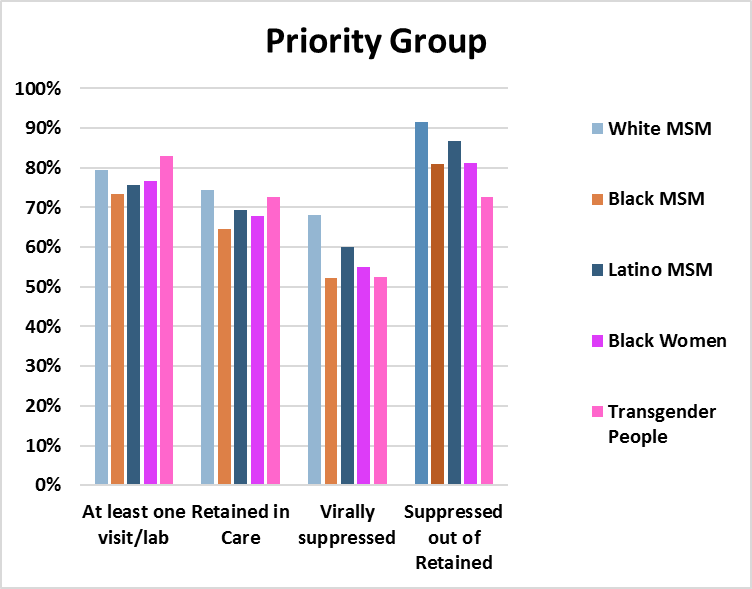 Priority Group
100%
90%
80%
70%
60%
50%
40%
30%
20%
10%
0%
At least one
visit/lab
Retained in
Care
Virally
suppressed
Suppressed
out of
Retained
White MSM
Black MSM
Latino MSM
Black Women
Transgender
People